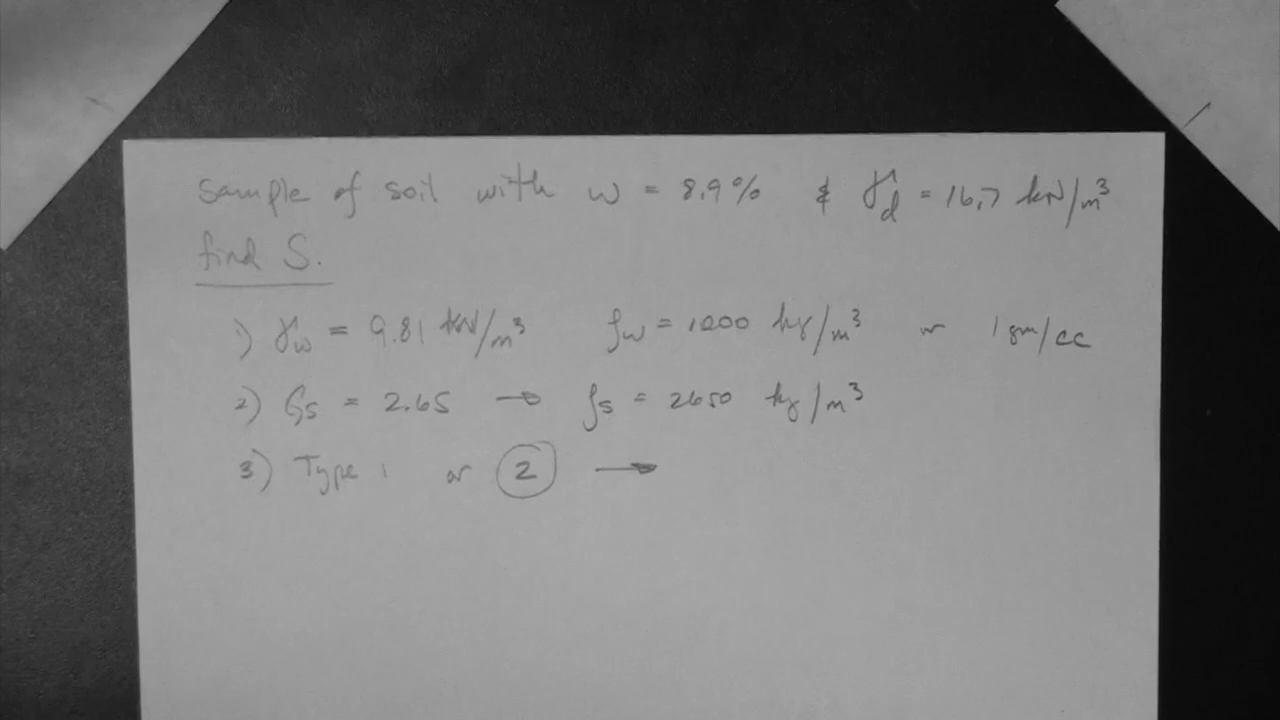 Sample of soil with w = 8.9% & γd = 16.7 kN/m³
find S.
1) γw = 9.81 kN/m³ ρw = 1000 kg/m³ or 1 gm/cc
2) Gs = 2.65 → ρs = 2650 kg/m³
3) Type 1 or 2 →